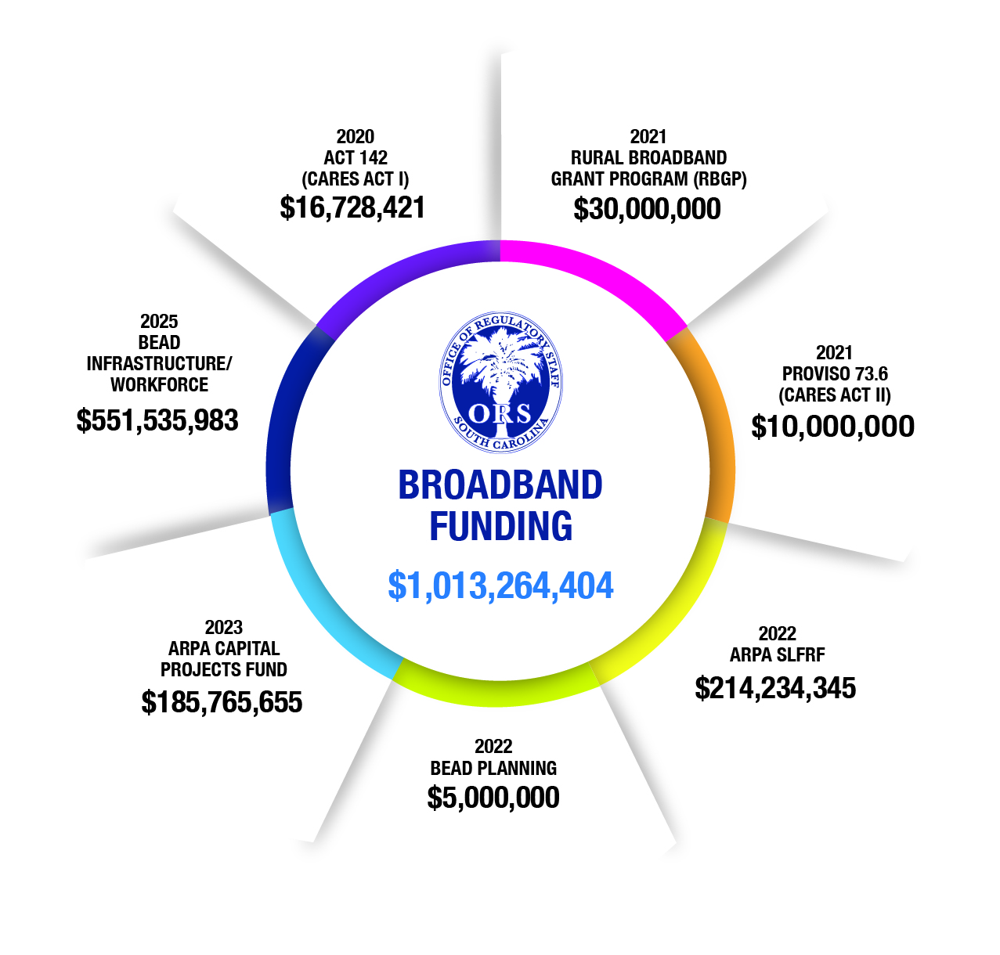 2020
ACT 142
(CARES ACT I)
$16,728,421
2021
RURAL BROADBAND
GRANT PROGRAM (RBGP)
$30,000,000
2021
PROVISO 73.6
(CARES ACT II)
$10,000,000
2022
ARPA SLFRF
$214,234,345
2022
BEAD PLANNING
$5,000,000
2023
ARPA CAPITAL
PROJECTS FUND
$185,765,655
2025
BEAD
INFRASTRUCTURE/
WORKFORCE
$551,535,983
OFFICE OF REGULATORY STAFF
ORS
SOUTH CAROLINA
BROADBAND
FUNDING
$1,013,264,404